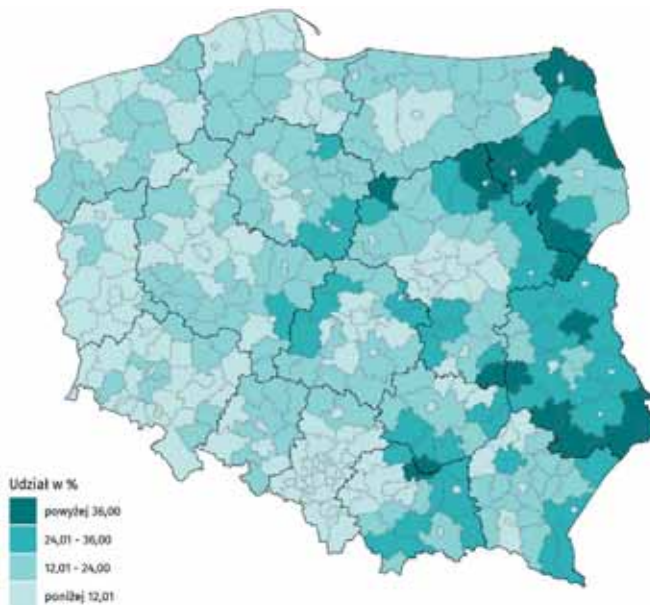 Udział w %
powyżej 36,00
24,01 - 36,00
12,01 - 24,00
poniżej 12,01